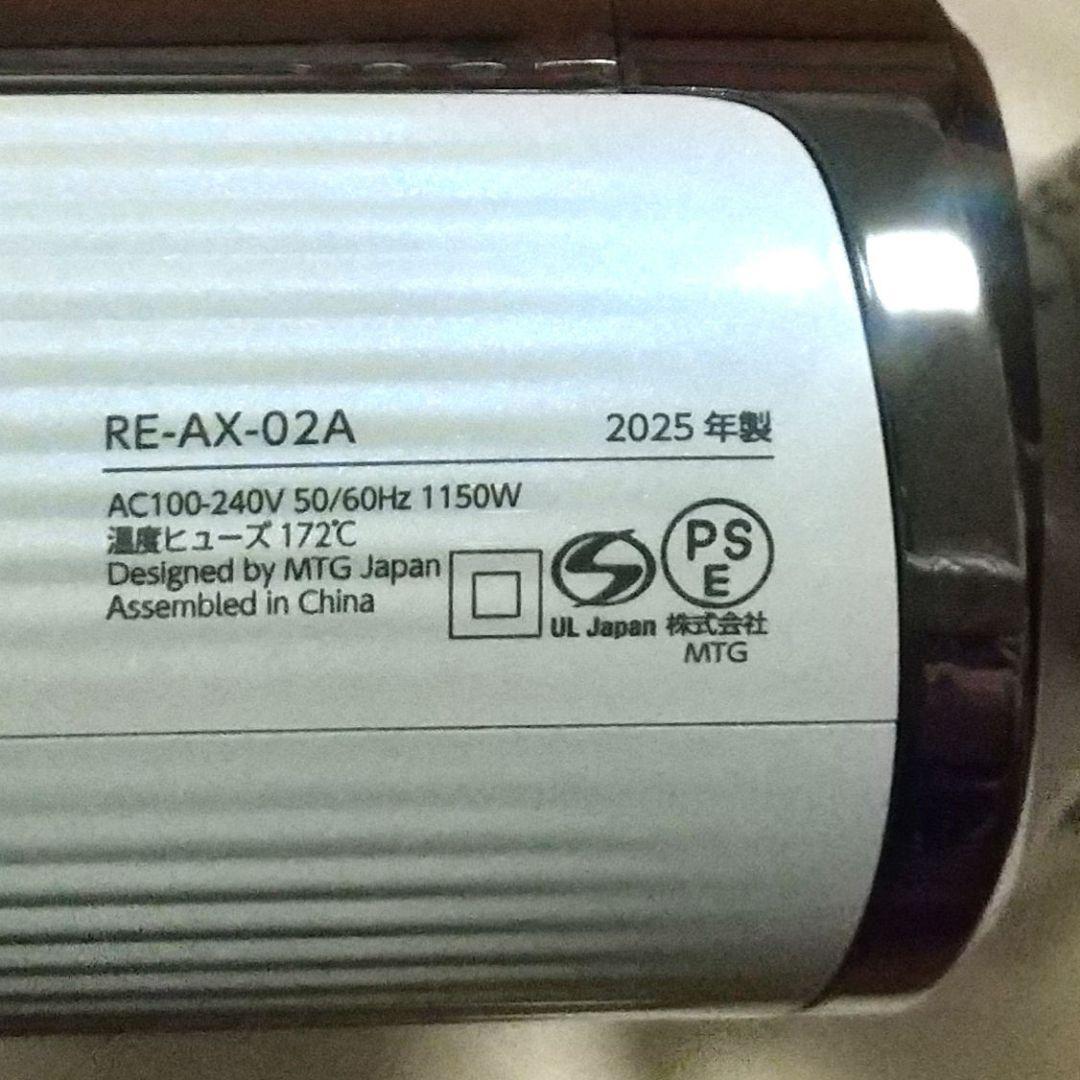 RE-AX-02A 2025 年製
AC100-240V 50/60Hz 1150W
温度ヒューズ 172℃
Designed by MTG Japan
Assembled in China
PS
E
UL Japan 株式会社
MTG